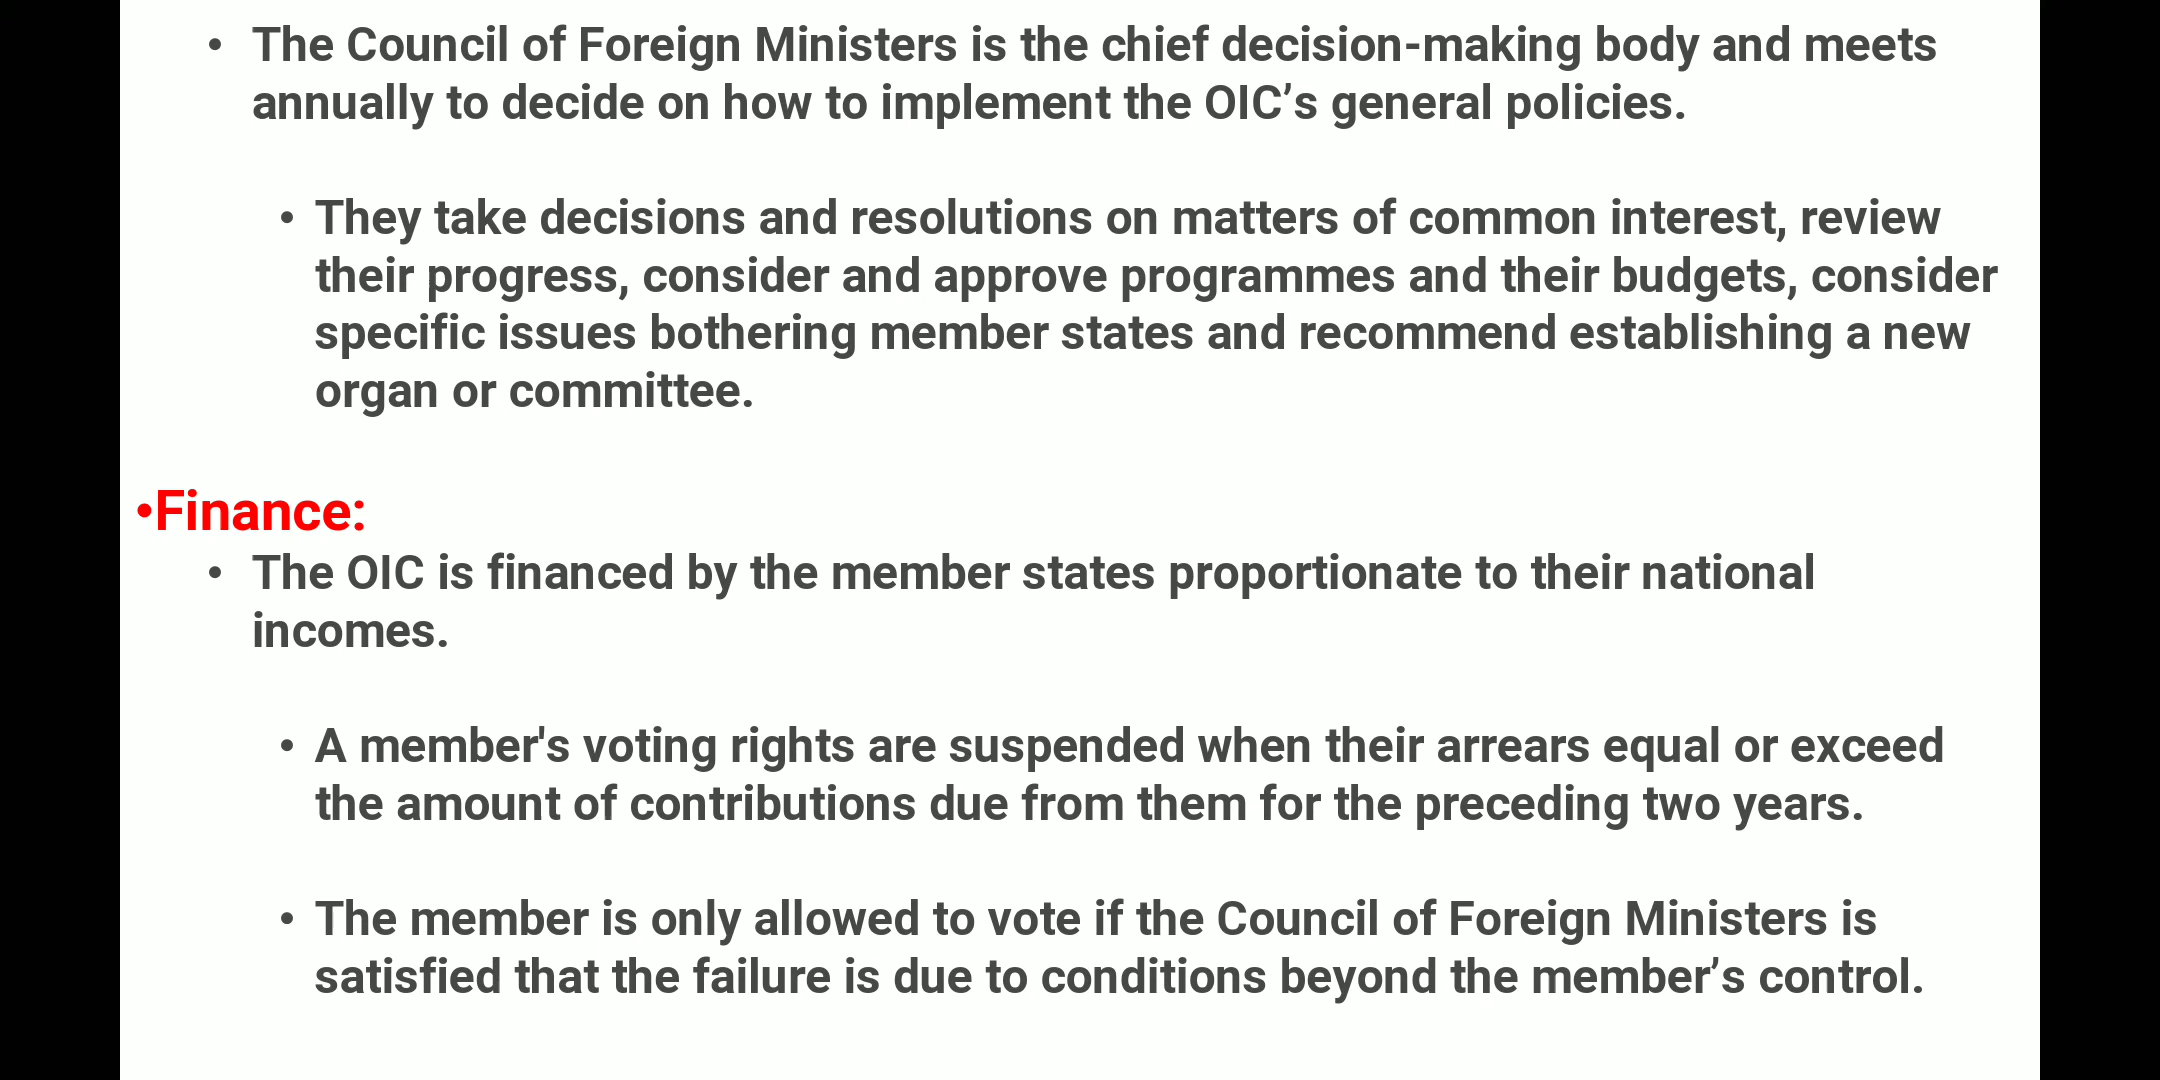 • The Council of Foreign Ministers is the chief decision-making body and meets
annually to decide on how to implement the OIC’s general policies.
• They take decisions and resolutions on matters of common interest, review
their progress, consider and approve programmes and their budgets, consider
specific issues bothering member states and recommend establishing a new
organ or committee.
•Finance:
• The OIC is financed by the member states proportionate to their national
incomes.
• A member's voting rights are suspended when their arrears equal or exceed
the amount of contributions due from them for the preceding two years.
• The member is only allowed to vote if the Council of Foreign Ministers is
satisfied that the failure is due to conditions beyond the member’s control.